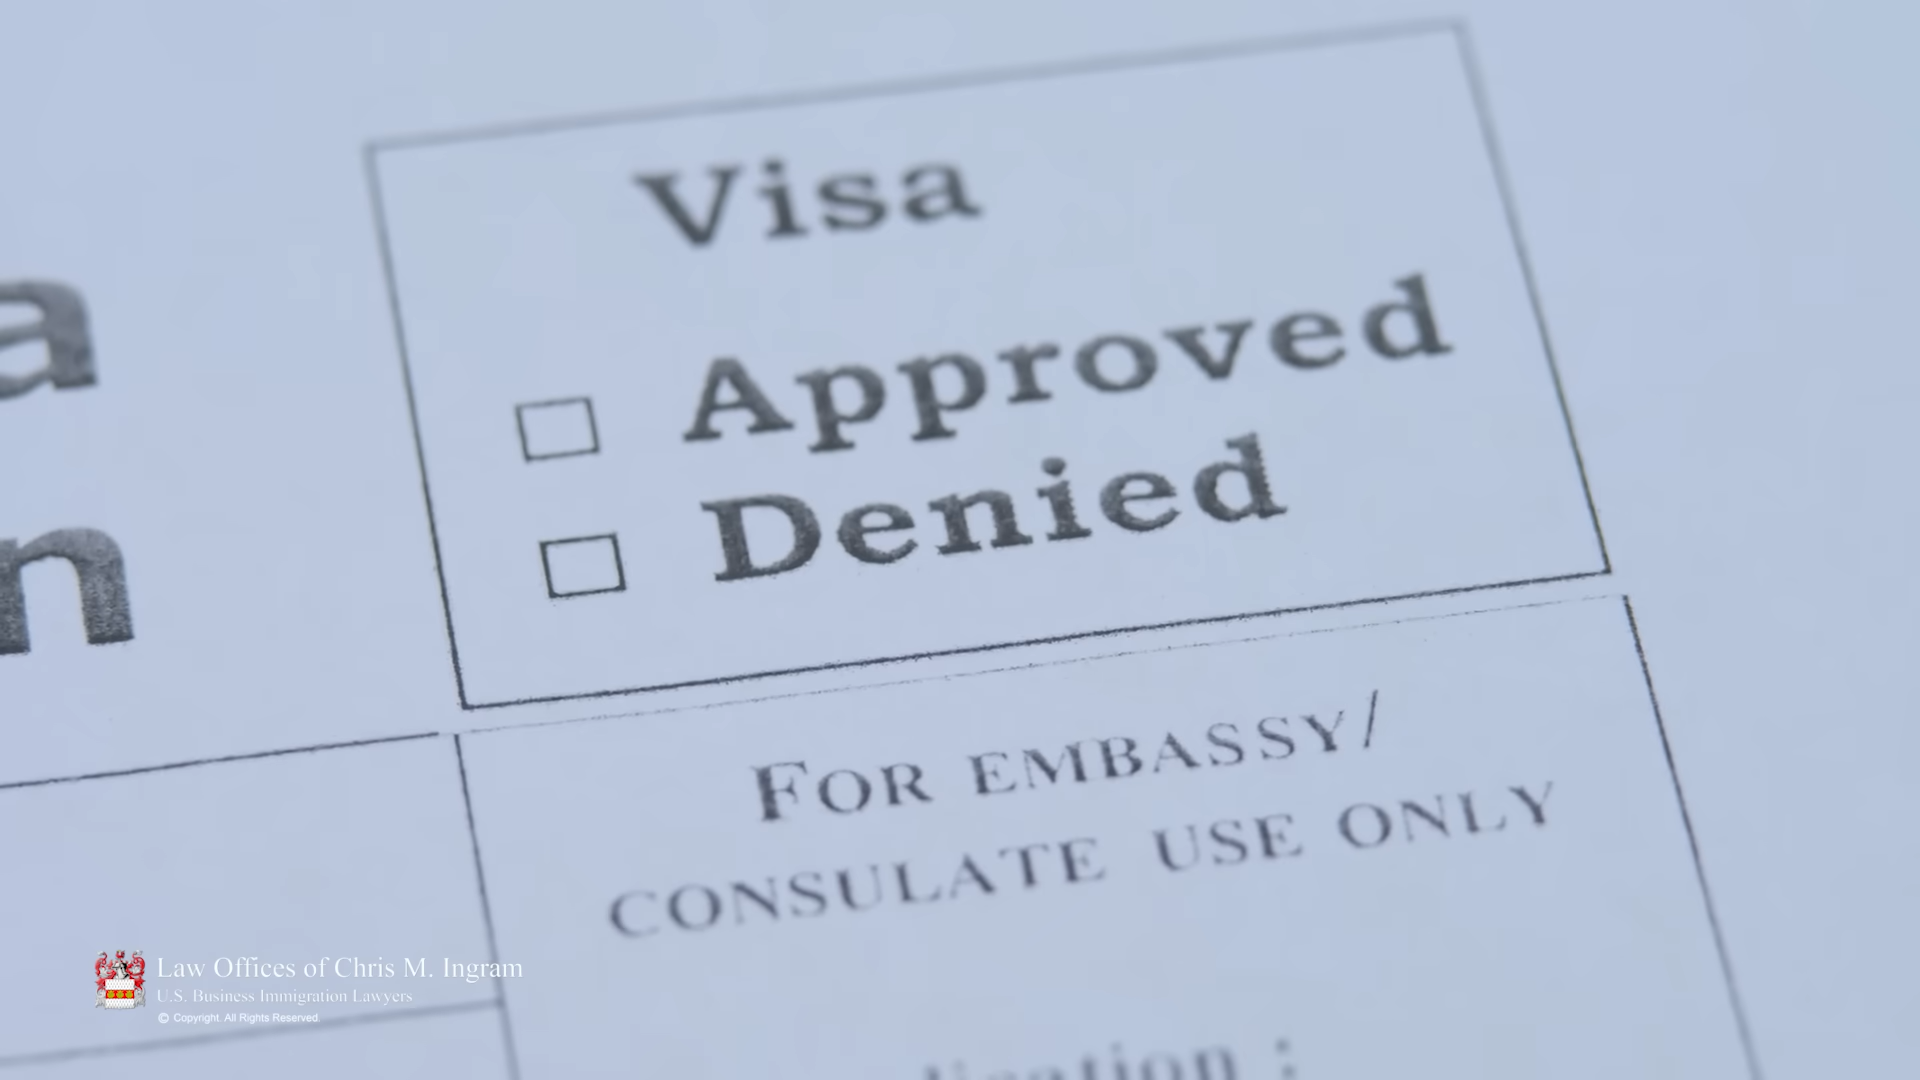 Visa
Approved
Denied
FOR EMBASSY/
CONSULATE USE ONLY
Law Offices of Chris M. Ingram
U.S. Business Immigration Lawyers
© Copyright. All Rights Reserved.